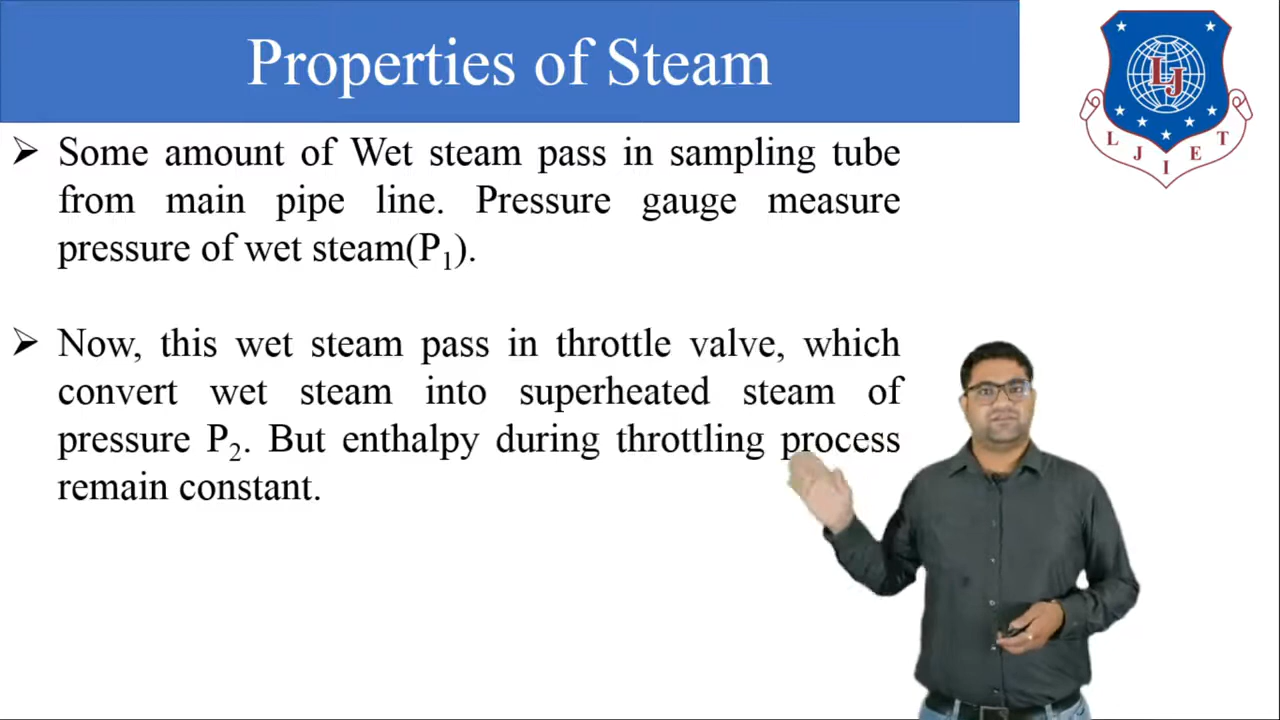 Properties of Steam
➢ Some amount of Wet steam pass in sampling tube
from main pipe line. Pressure gauge measure
pressure of wet steam(P₁).
➢ Now, this wet steam pass in throttle valve, which
convert wet steam into superheated steam of
pressure P₂. But enthalpy during throttling process
remain constant.
LJ
L J I E T